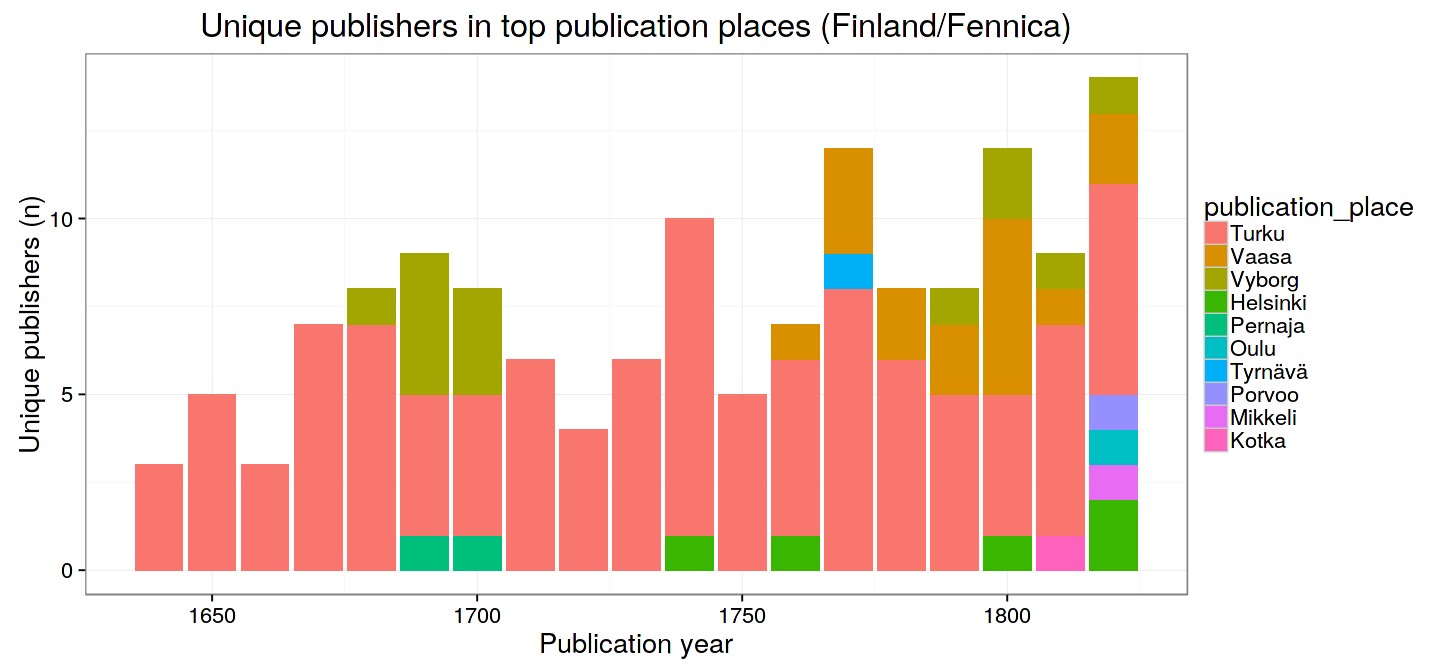 Unique publishers in top publication places (Finland/Fennica)
Unique publishers (n)
10
5
0
1650
1700
1750
1800
Publication year
publication_place
Turku
Vaasa
Vyborg
Helsinki
Pernaja
Oulu
Tyrnävä
Porvoo
Mikkeli
Kotka